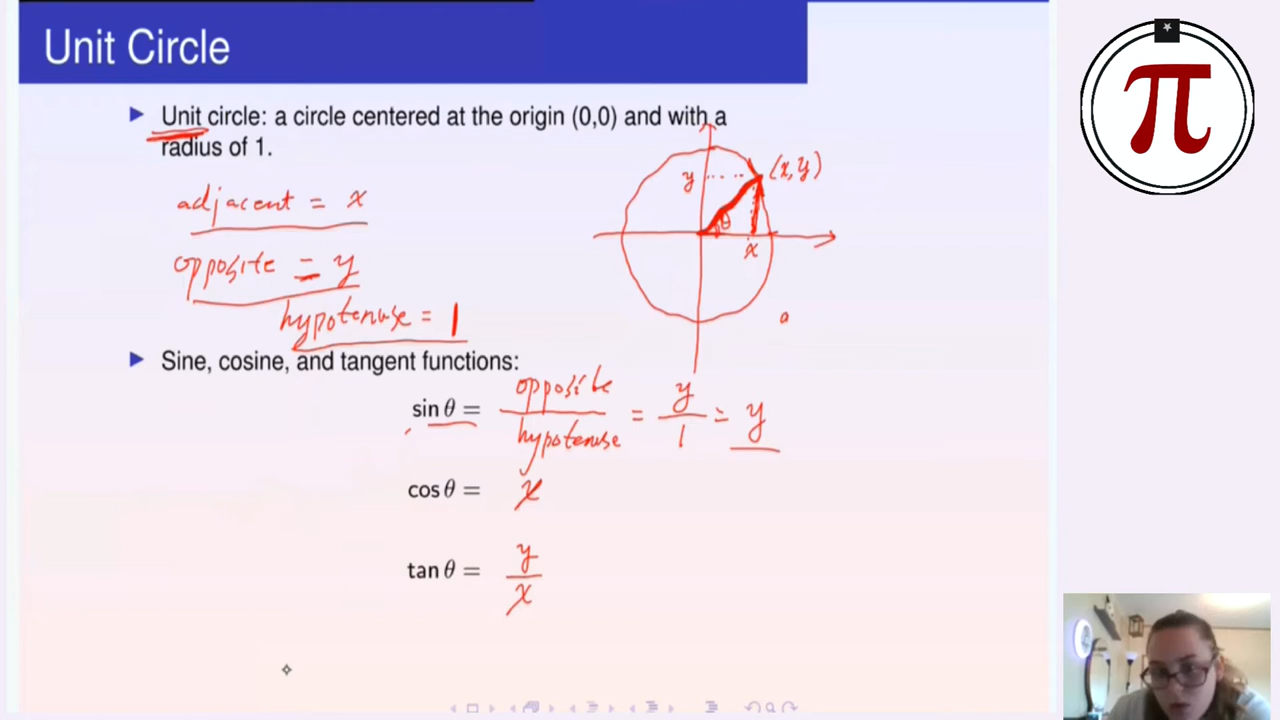 Unit Circle
Unit circle: a circle centered at the origin (0,0) and with a
radius of 1.
adjacent = x
opposite = y
hypotenuse = 1
y
(x,y)
θ
x
a
Sine, cosine, and tangent functions:
sin θ = opposite / hypotenuse = y / 1 = y
cos θ = x
tan θ = y / x
π